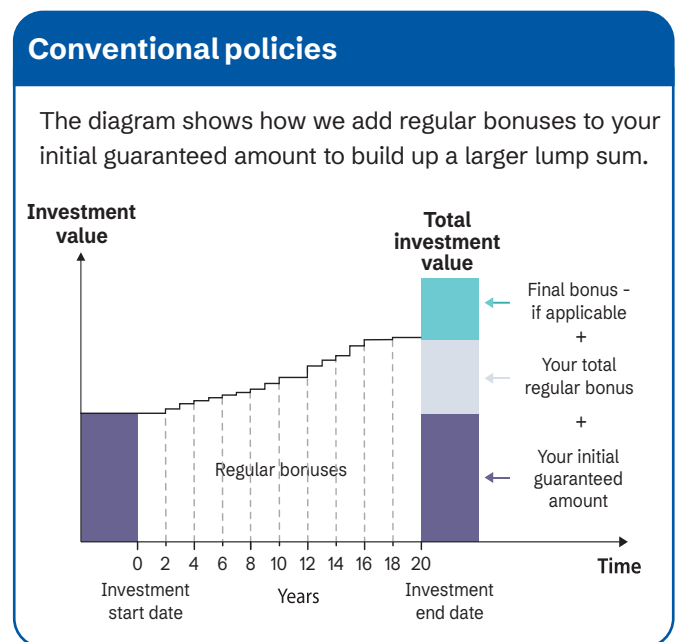 Conventional policies
The diagram shows how we add regular bonuses to your
initial guaranteed amount to build up a larger lump sum.
Investment
value
Total
investment
value
Final bonus -
if applicable
+
Your total
regular bonus
+
Your initial
guaranteed
amount
Regular bonuses
0 2 4 6 8 10 12 14 16 18 20
Time
Investment
start date
Years
Investment
end date